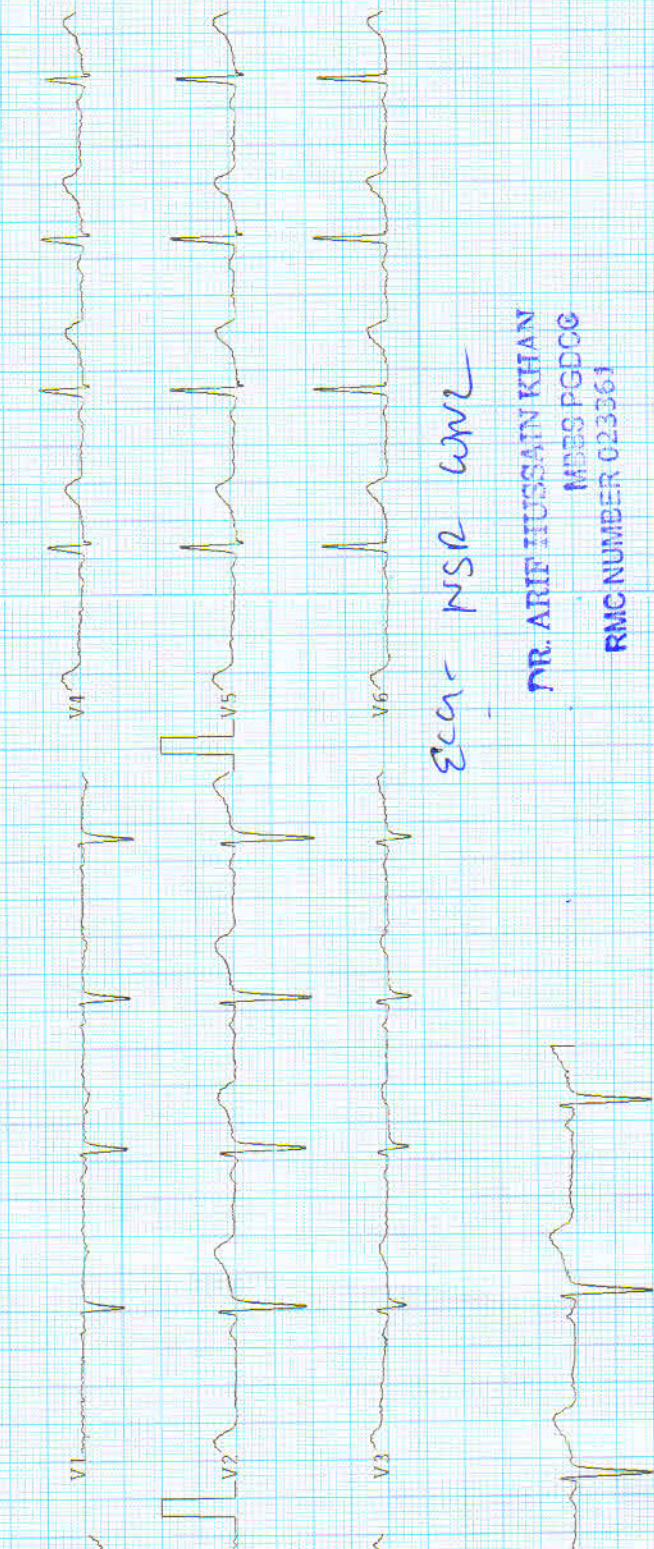 V1
V2
V3
V4
V5
V6
ECG- NSR WNL
DR. ARIF HUSSAIN KHAN
MBBS PGDCC
RMC NUMBER 023361